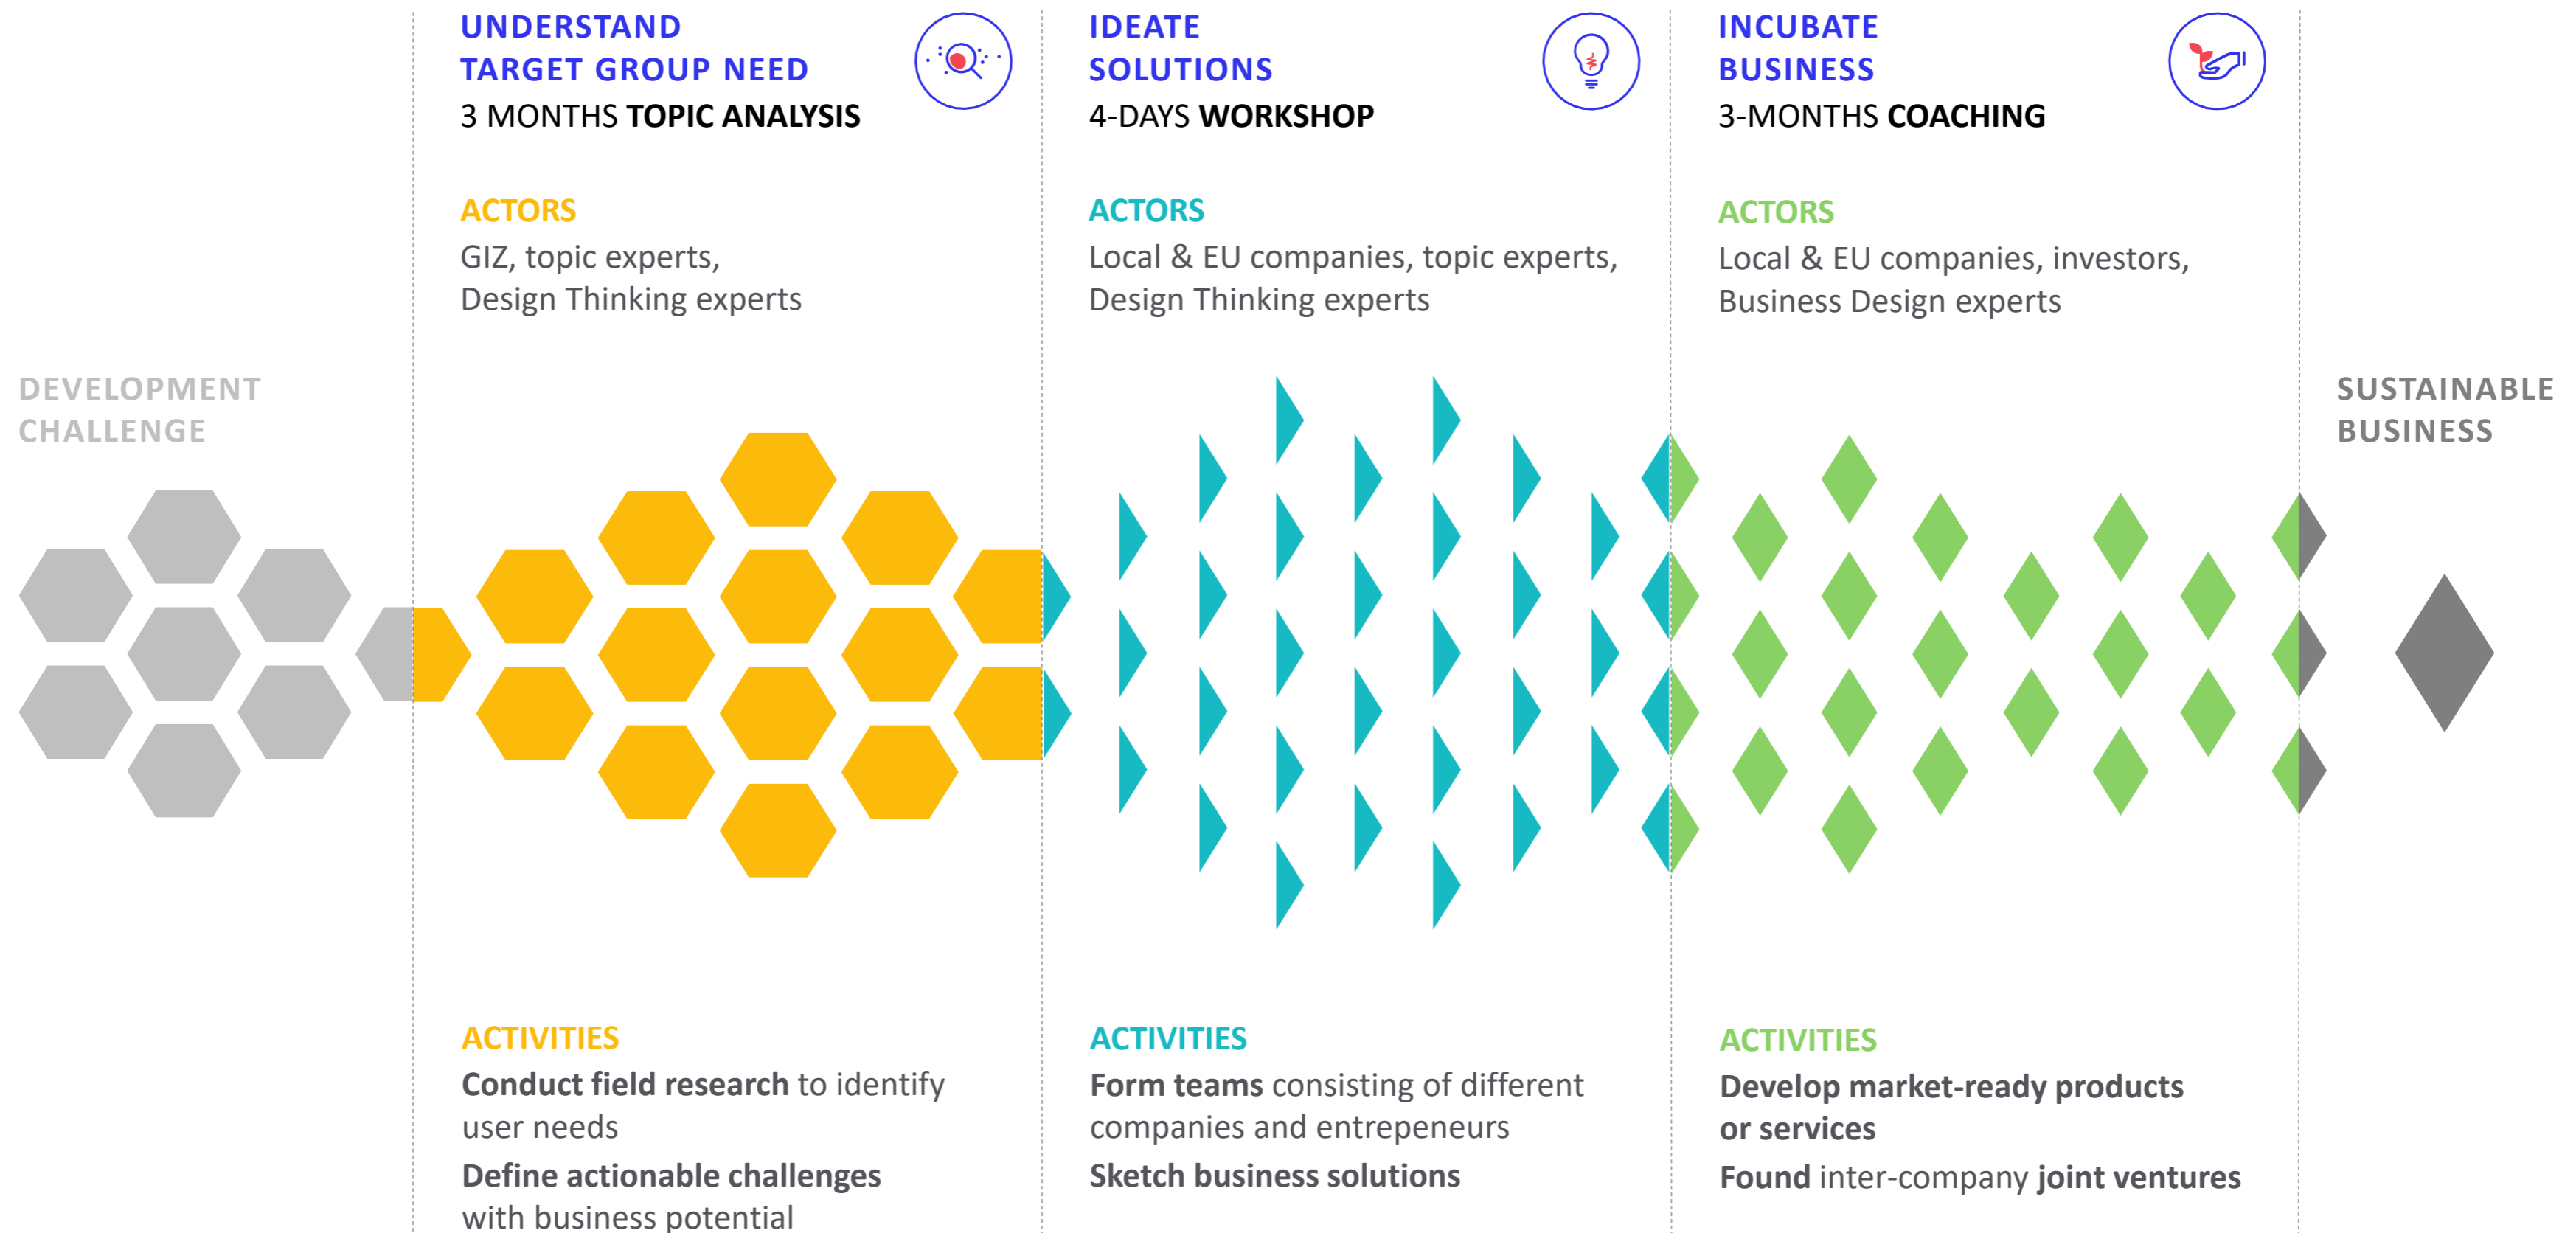 DEVELOPMENT
CHALLENGE
UNDERSTAND
TARGET GROUP NEED
3 MONTHS TOPIC ANALYSIS
ACTORS
GIZ, topic experts,
Design Thinking experts
ACTIVITIES
Conduct field research to identify
user needs
Define actionable challenges
with business potential
IDEATE
SOLUTIONS
4-DAYS WORKSHOP
ACTORS
Local & EU companies, topic experts,
Design Thinking experts
ACTIVITIES
Form teams consisting of different
companies and entrepeneurs
Sketch business solutions
INCUBATE
BUSINESS
3-MONTHS COACHING
ACTORS
Local & EU companies, investors,
Business Design experts
ACTIVITIES
Develop market-ready products
or services
Found inter-company joint ventures
SUSTAINABLE
BUSINESS